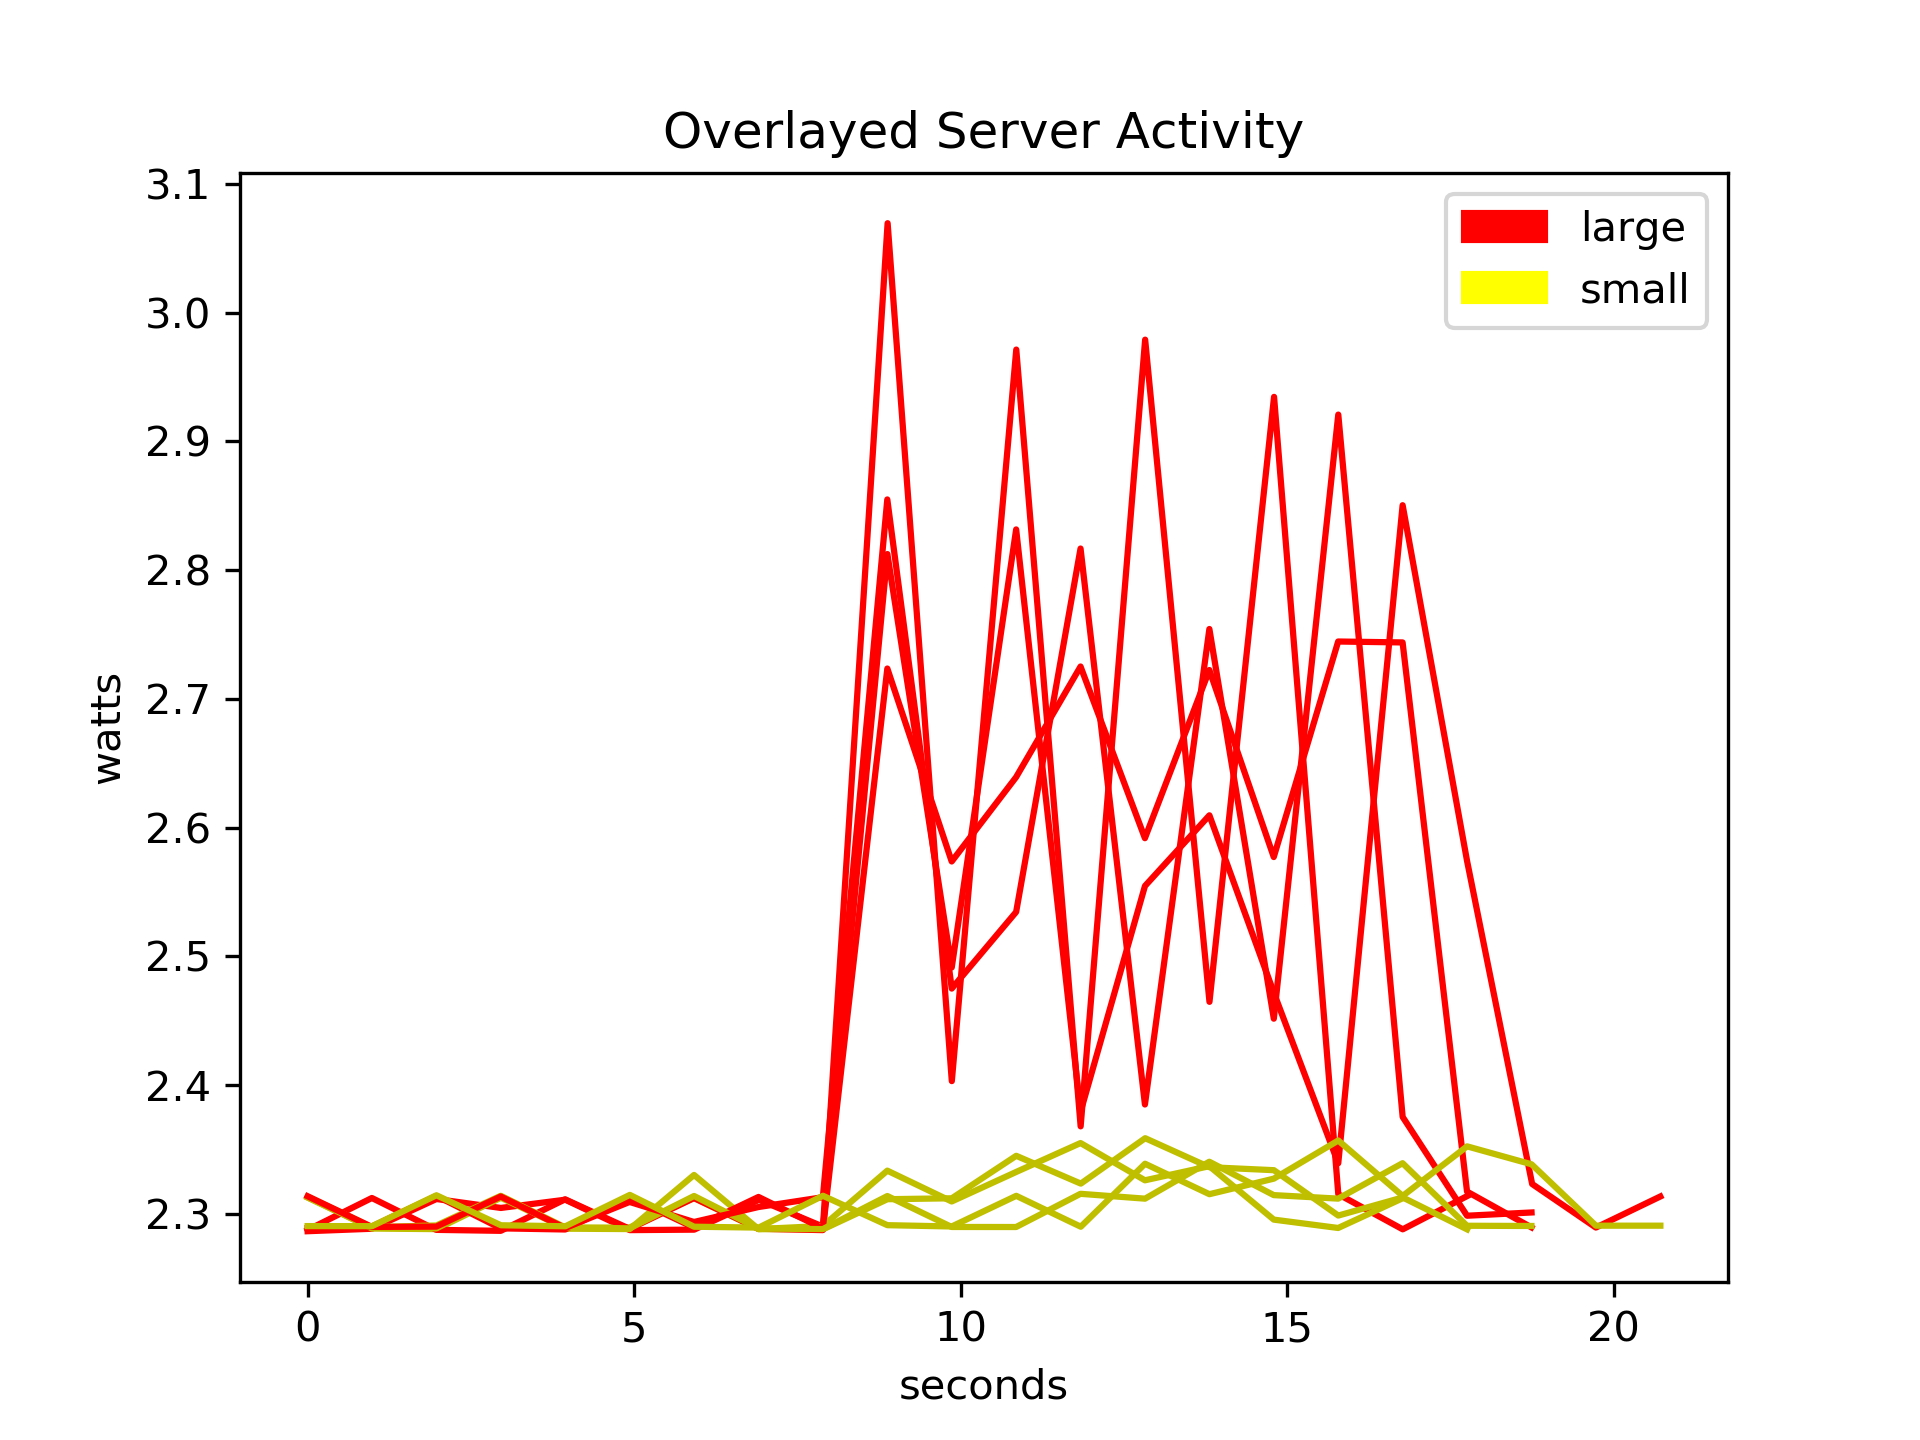 Overlayed Server Activity
3.1
3.0
2.9
2.8
2.7
2.6
2.5
2.4
2.3
watts
large
small
0 5 10 15 20
seconds